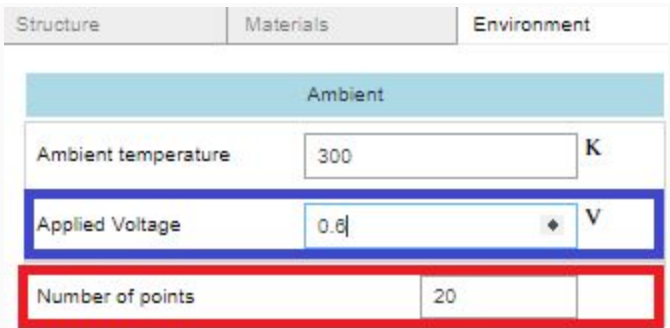 Structure Materials Environment
Ambient
Ambient temperature 300 K
Applied Voltage 0.6 V
Number of points 20